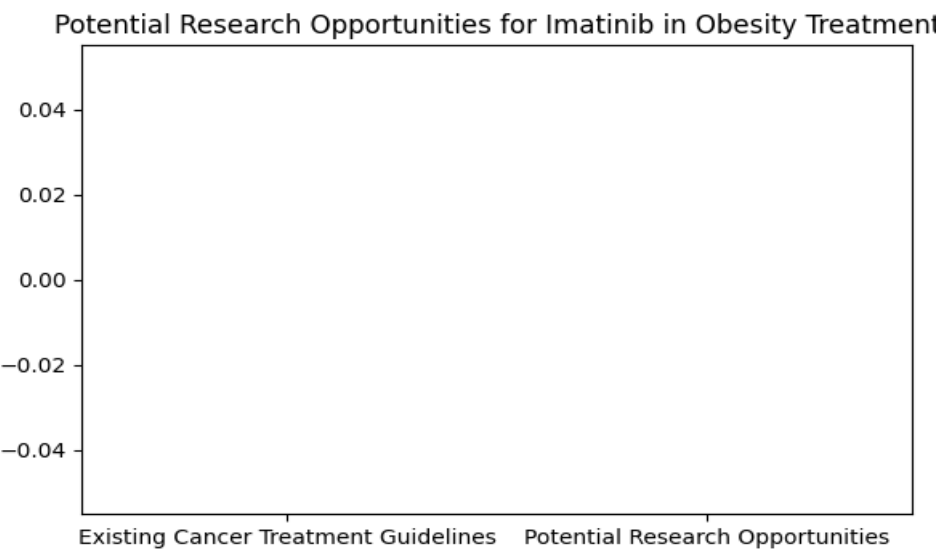 Potential Research Opportunities for Imatinib in Obesity Treatment
0.04
0.02
0.00
−0.02
−0.04
Existing Cancer Treatment Guidelines Potential Research Opportunities